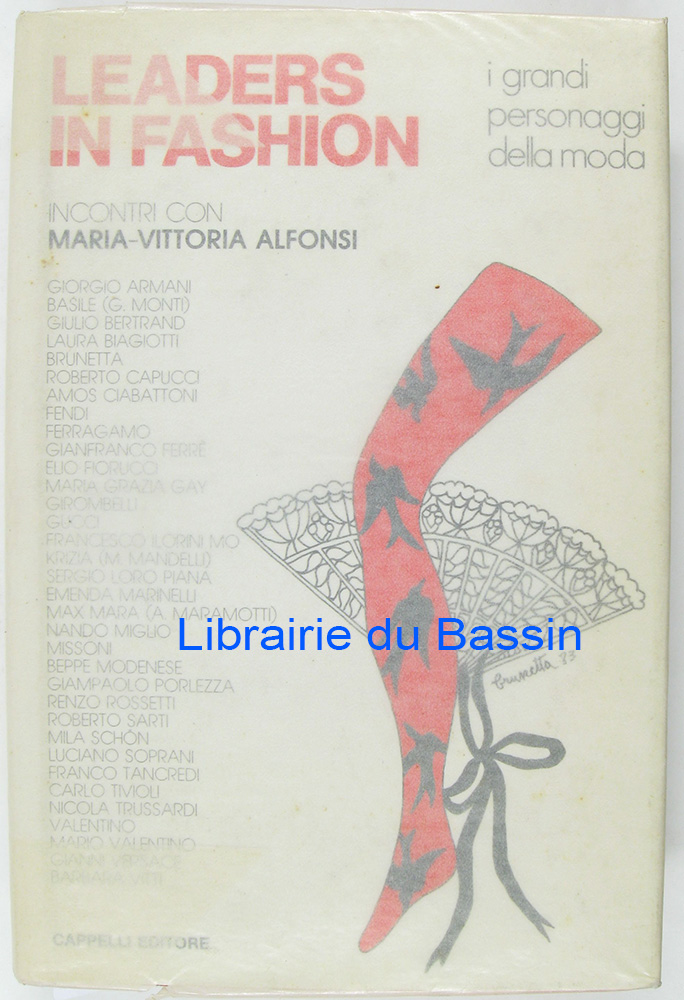 LEADERS
IN FASHION
i grandi
personaggi
della moda
INCONTRI CON
MARIA-VITTORIA ALFONSI
GIORGIO ARMANI
BASILE (G. MONTI)
GIULIO BERTRAND
LAURA BIAGIOTTI
BRUNETTA
ROBERTO CAPUCCI
AMOS CIABATTONI
FENDI
FERRAGAMO
GIANFRANCO FERRÈ
ELIO FIORUCCI
MARIA GRAZIA GAY
GIROMBELLI
GUCCI
FRANCESCO ILORINI MO
KRIZIA (M. MANDELLI)
SERGIO LORO PIANA
EMENDA MARINELLI
MAX MARA (A. MARAMOTTI)
NANDO MIGLIO
MISSONI
BEPPE MODENESE
GIAMPAOLO PORLEZZA
RENZO ROSSETTI
ROBERTO SARTI
MILA SCHÖN
LUCIANO SOPRANI
FRANCO TANCREDI
CARLO TIVIOLI
NICOLA TRUSSARDI
VALENTINO
MARIO VALENTINO
GIANNI VERSACE
BARBARA VITTI
CAPPELLI EDITORE
brunetta 83
Librairie du Bassin